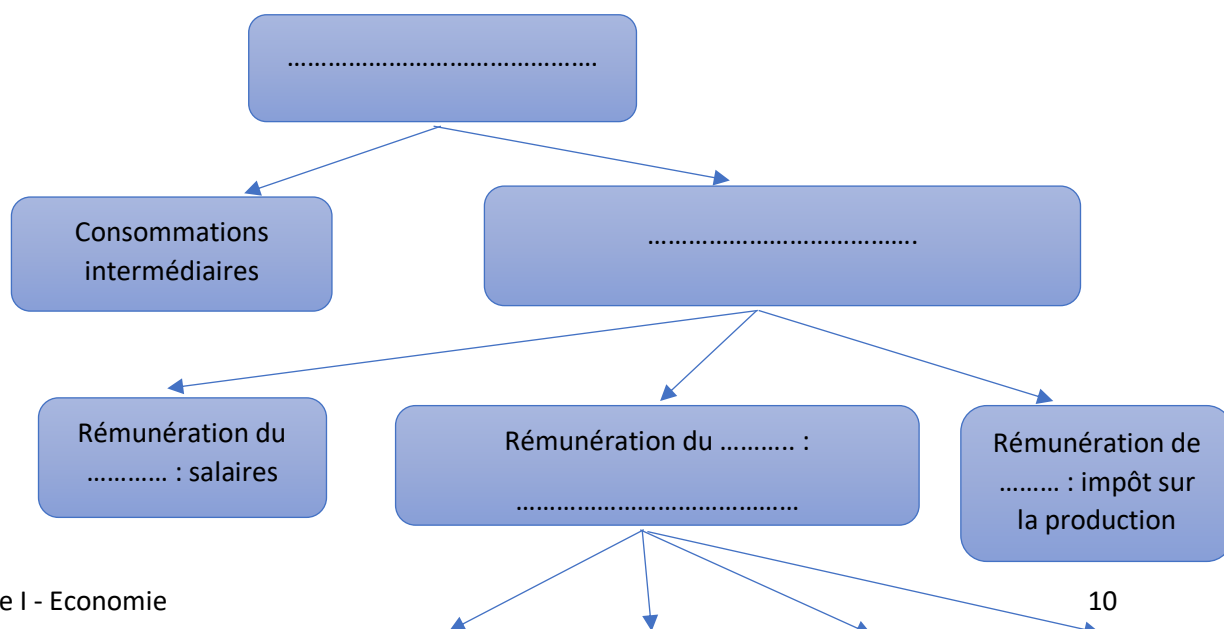 ……………………………………….
Consommations
intermédiaires
………………………………….
Rémunération du
………… : salaires
Rémunération du ……….. :
……………………………………
Rémunération de
……… : impôt sur
la production
e I - Economie
10